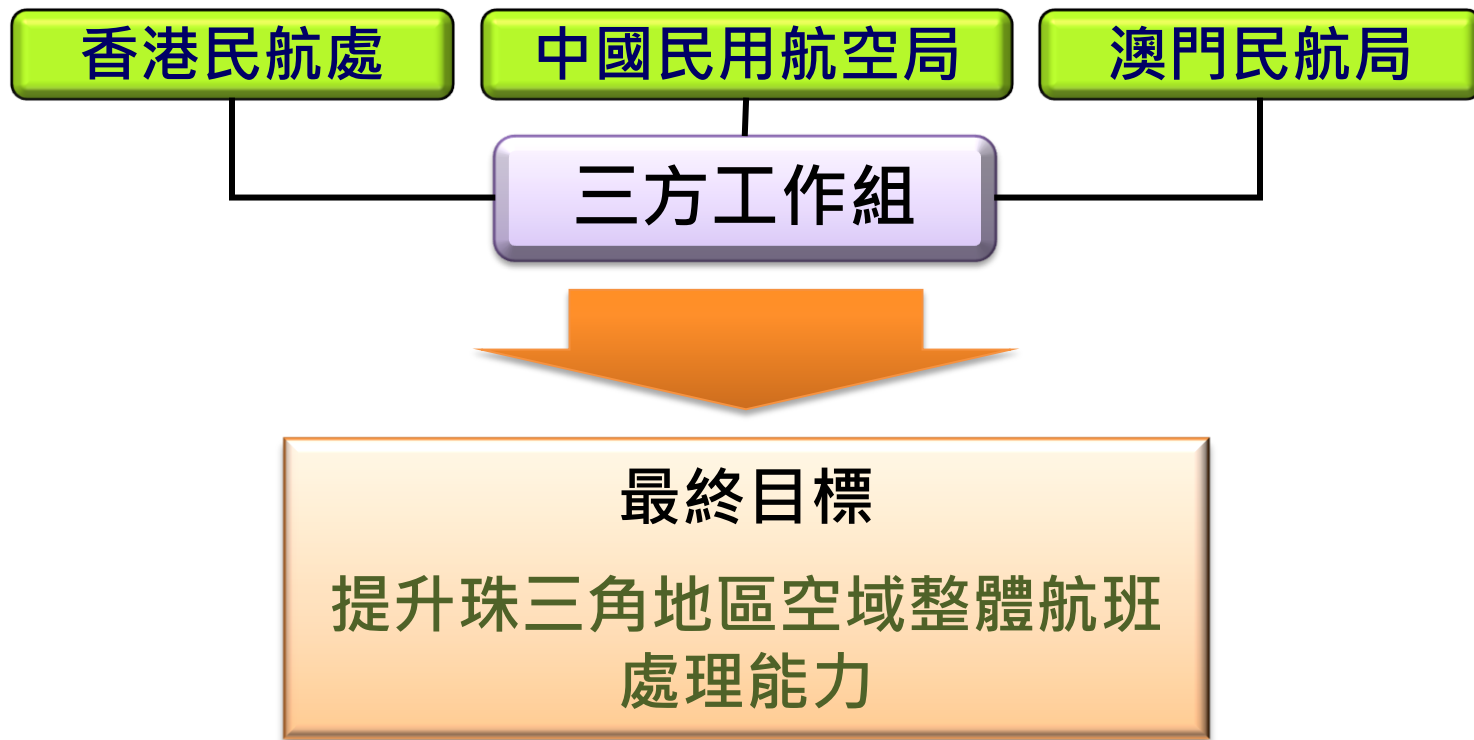 香港民航處
中國民用航空局
澳門民航局
三方工作組
最終目標
提升珠三角地區空域整體航班
處理能力